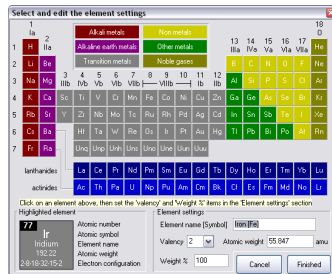 Select and edit the element settings
1 18
Ia O
2 13 14 15 16 17
IIa IIIa IVa Va VIa VIIa
Alkali metals Non metals
Alkaline earth metals Other metals
Transition metals Noble gases
1 H He
2 Li Be B C N O F Ne
3 4 5 6 7 8 9 10 11 12
IIIb IVb Vb VIb VIIb VIIIb Ib IIb
3 Na Mg Al Si P S Cl Ar
4 K Ca Sc Ti V Cr Mn Fe Co Ni Cu Zn Ga Ge As Se Br Kr
5 Rb Sr Y Zr Nb Mo Tc Ru Rh Pd Ag Cd In Sn Sb Te I Xe
6 Cs Ba Hf Ta W Re Os Ir Pt Au Hg Tl Pb Bi Po At Rn
7 Fr Ra Unq Unp Unh Uns Uno Une
lanthanides La Ce Pr Nd Pm Sm Eu Gd Tb Dy Ho Er Tm Yb Lu
actinides Ac Th Pa U Np Pu Am Cm Bk Cf Es Fm Md No Lr
Click on an element above, then set the 'valency' and 'Weight %' items in the 'Element settings' section
Highlighted element
77
Ir
Iridium
192.22
2-8-18-32-15-2
Atomic number
Atomic symbol
Element name
Atomic weight
Electron configuration
Element settings
Element name [Symbol] Iron [Fe]
Valency 2 Atomic weight 55.847 amu
Weight % 100 Cancel Finished